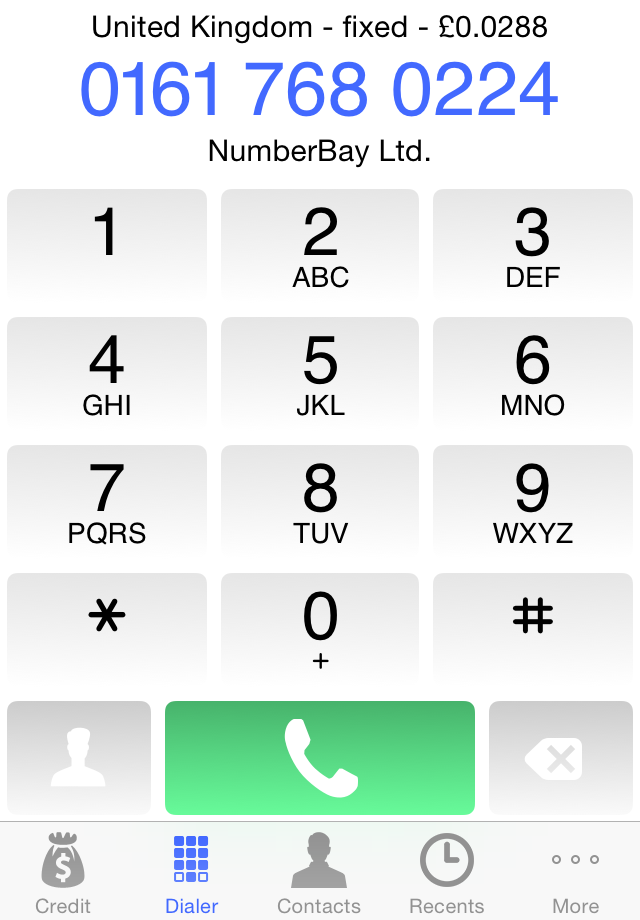 United Kingdom - fixed - £0.0288
0161 768 0224
NumberBay Ltd.
1 2 3
ABC DEF
4 5 6
GHI JKL MNO
7 8 9
PQRS TUV WXYZ
* 0 #
+
Credit Dialer Contacts Recents More